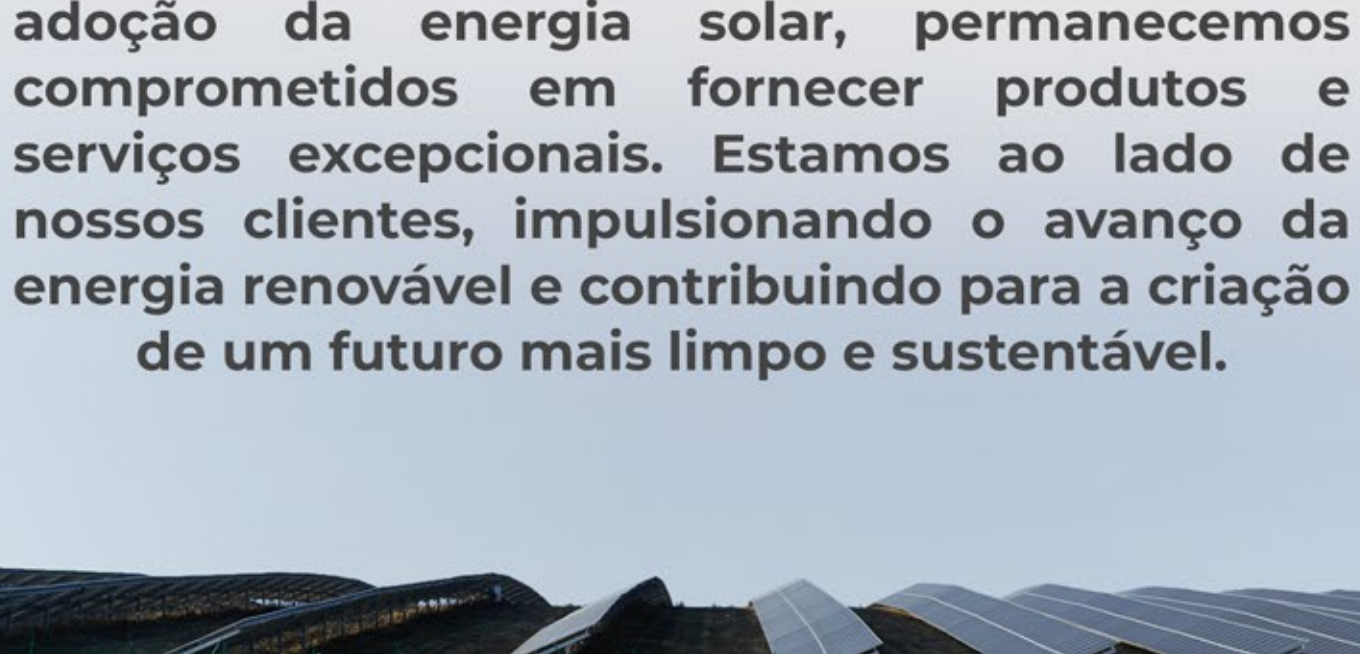 adoção da energia solar, permanecemos
comprometidos em fornecer produtos e
serviços excepcionais. Estamos ao lado de
nossos clientes, impulsionando o avanço da
energia renovável e contribuindo para a criação
de um futuro mais limpo e sustentável.